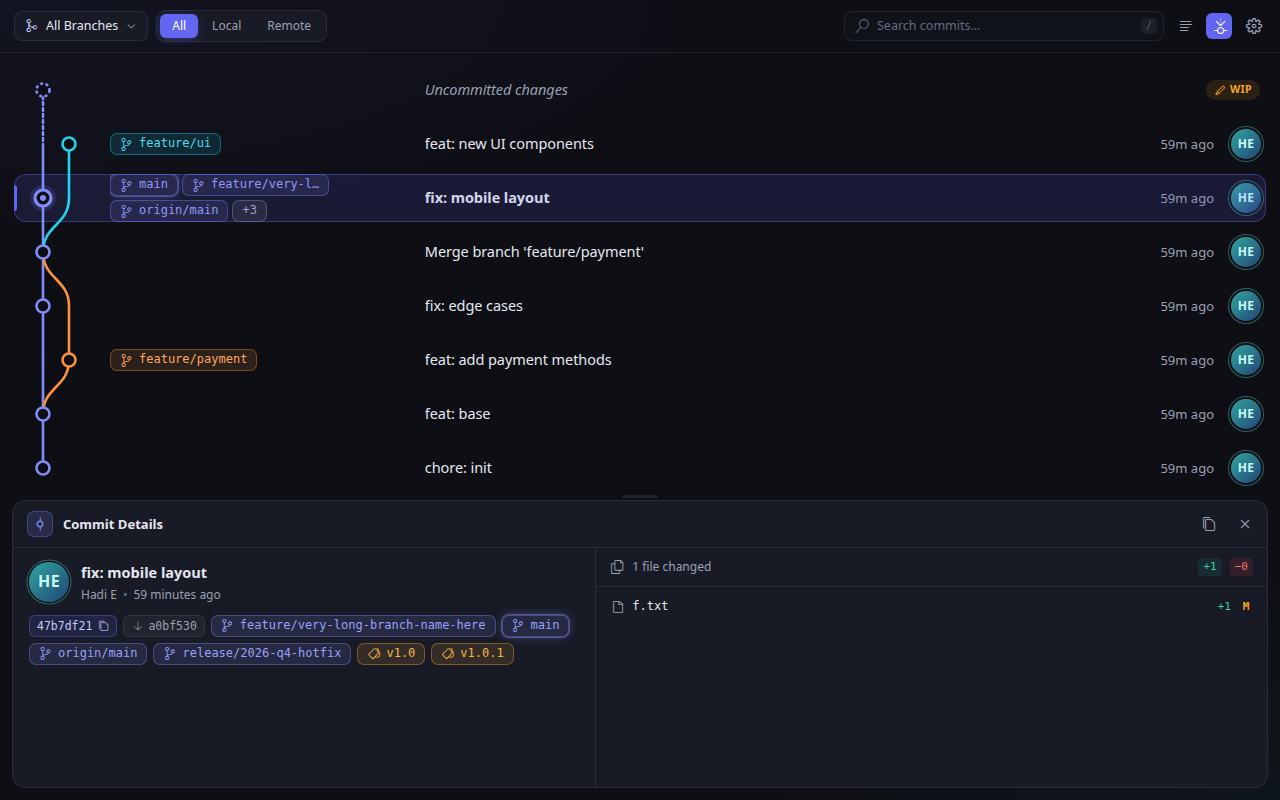 All Branches All Local Remote Search commits... /
Uncommitted changes WIP
feature/ui feat: new UI components 59m ago HE
main feature/very-l…
origin/main +3 fix: mobile layout 59m ago HE
Merge branch 'feature/payment' 59m ago HE
fix: edge cases 59m ago HE
feature/payment feat: add payment methods 59m ago HE
feat: base 59m ago HE
chore: init 59m ago HE
Commit Details
HE fix: mobile layout
Hadi E • 59 minutes ago
47b7df21 a0bf530 feature/very-long-branch-name-here main
origin/main release/2026-q4-hotfix v1.0 v1.0.1
1 file changed +1 −0
f.txt +1 M